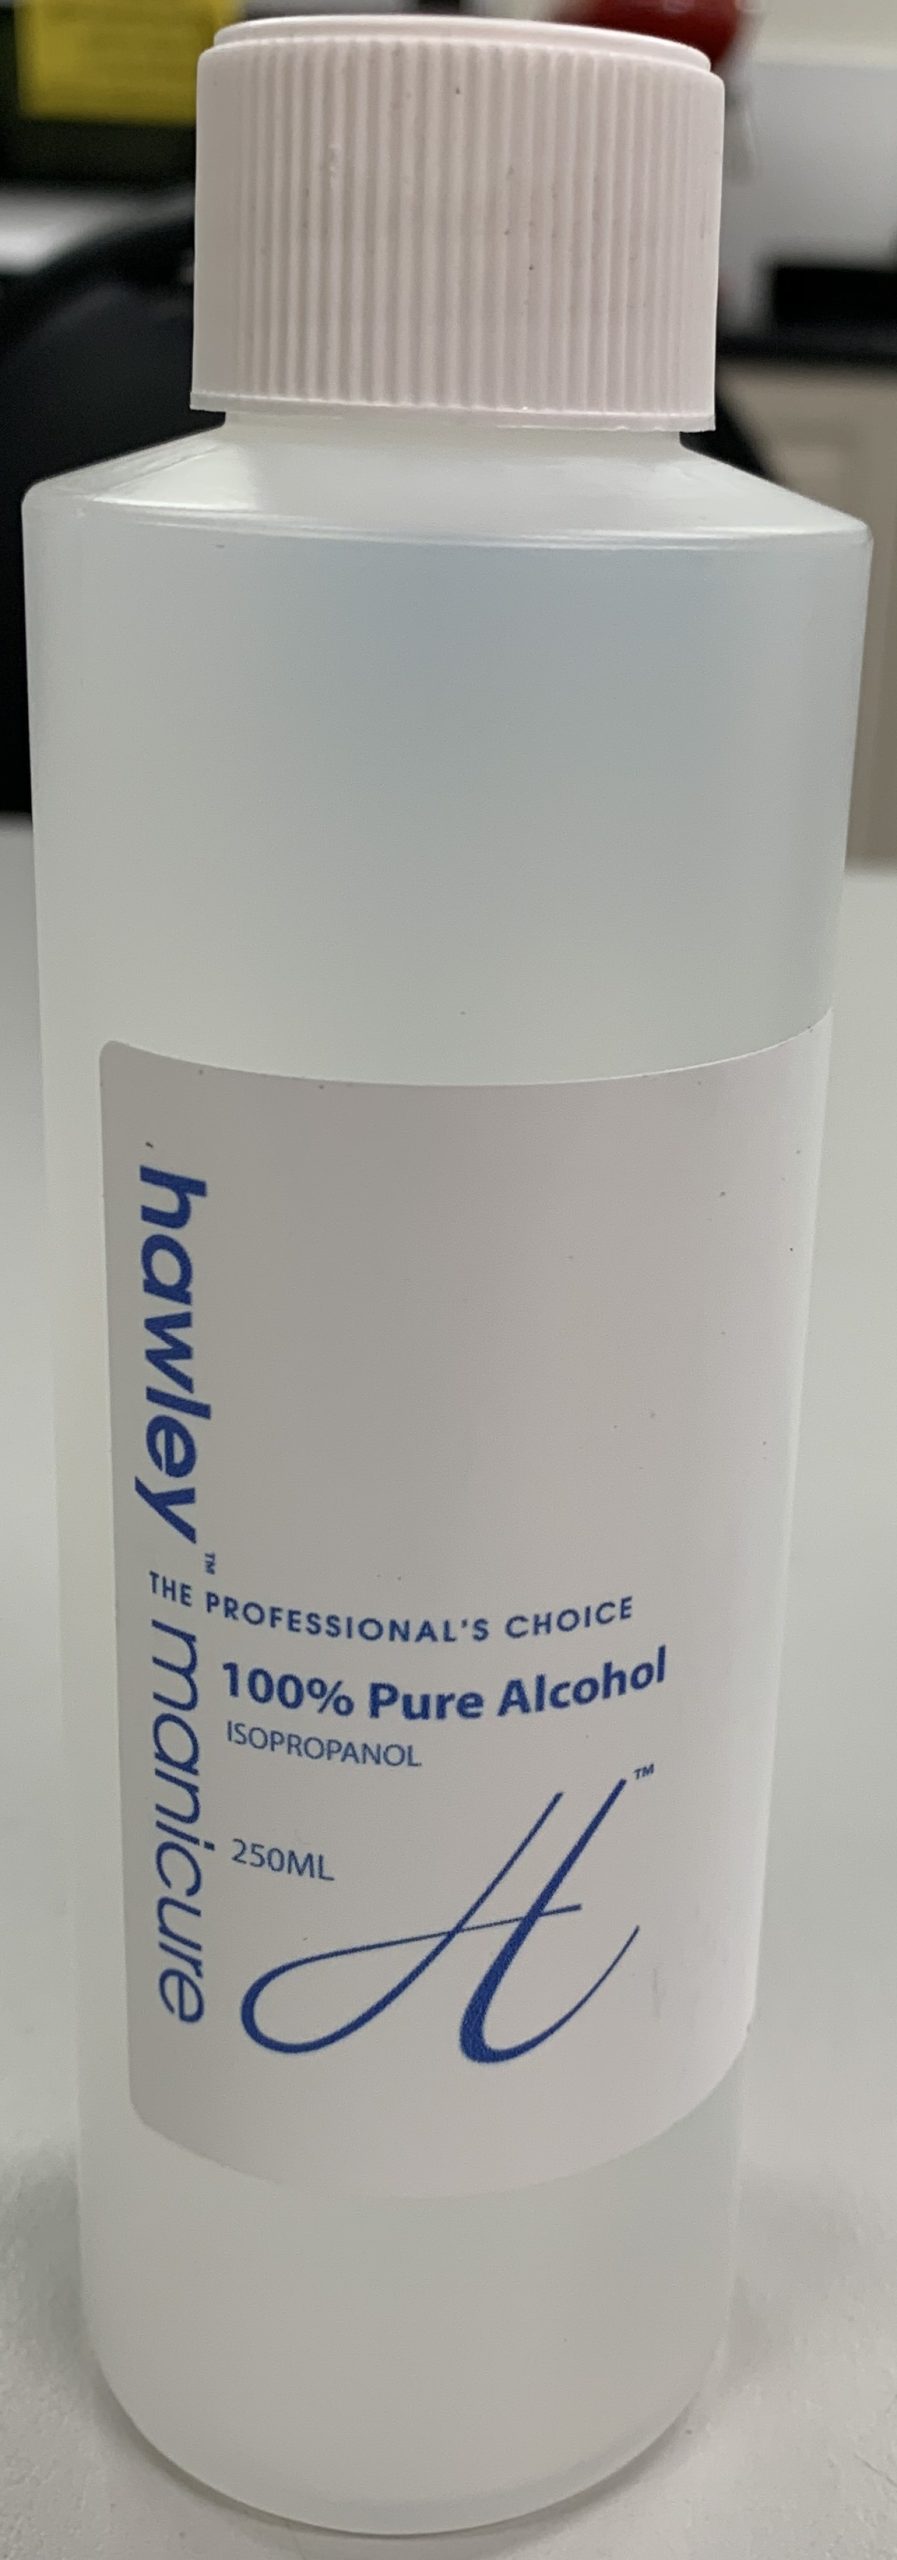 hawley™ manicure
THE PROFESSIONAL'S CHOICE
100% Pure Alcohol
ISOPROPANOL
250ML
H™